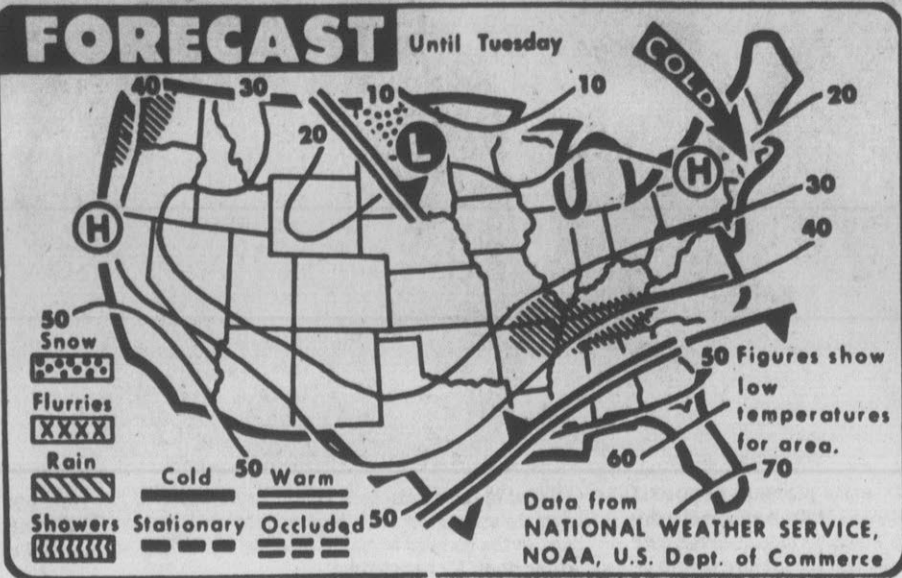 FORECAST Until Tuesday
COLD
40 30 10 10
20
20
L
H
H
30
40
50
Snow
Flurries
XXXX
Rain
Showers
Cold Warm
Stationary Occluded
50
50
50
60
70
Figures show
low
temperatures
for area.
Data from
NATIONAL WEATHER SERVICE,
NOAA, U.S. Dept. of Commerce